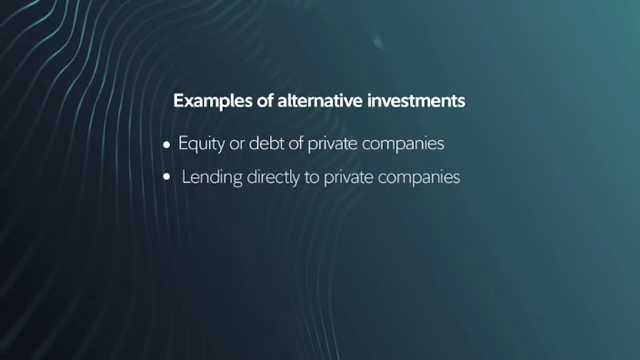 Examples of alternative investments
• Equity or debt of private companies
• Lending directly to private companies